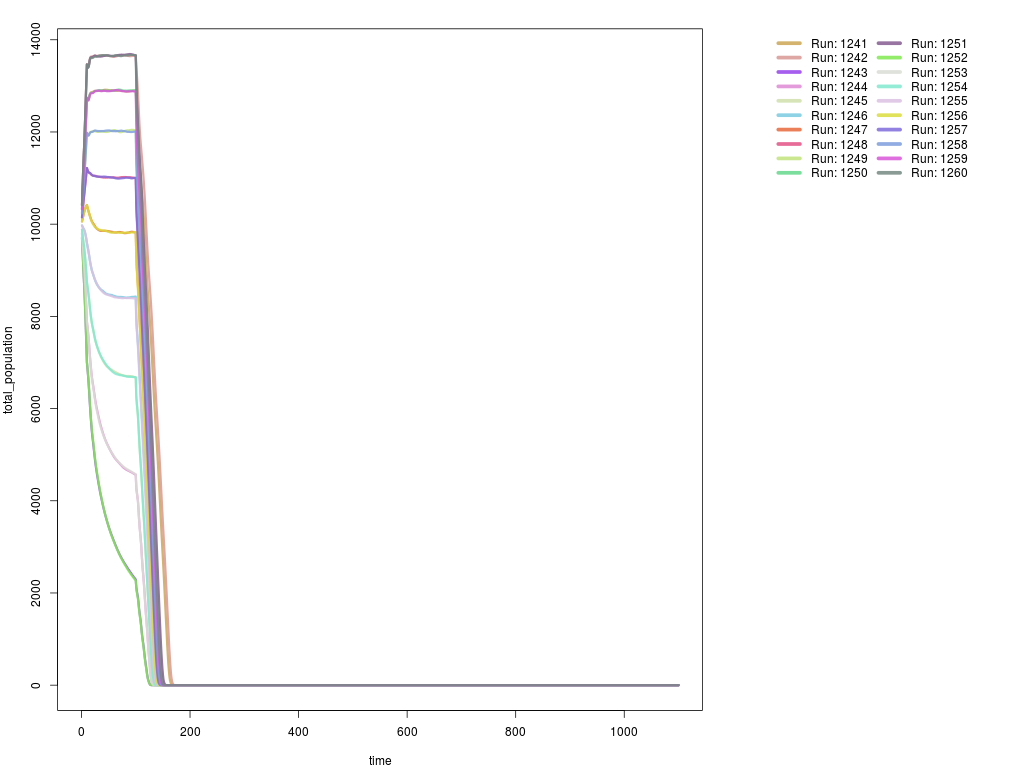 14000
12000
10000
8000
6000
4000
2000
0
total_population
0 200 400 600 800 1000
time
Run: 1241 Run: 1251
Run: 1242 Run: 1252
Run: 1243 Run: 1253
Run: 1244 Run: 1254
Run: 1245 Run: 1255
Run: 1246 Run: 1256
Run: 1247 Run: 1257
Run: 1248 Run: 1258
Run: 1249 Run: 1259
Run: 1250 Run: 1260